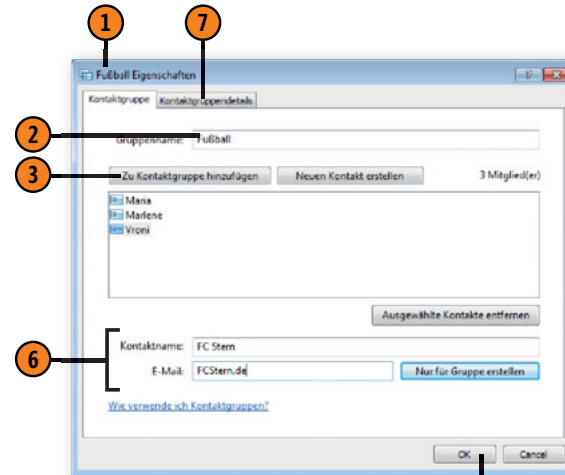 1
7
Fußball Eigenschaften
Kontaktgruppe Kontaktgruppendetails
2
Gruppenname: Fußball
3
Zu Kontaktgruppe hinzufügen Neuen Kontakt erstellen 3 Mitglied(er)
Maria
Marlene
Vroni
Ausgewählte Kontakte entfernen
6
Kontaktname: FC Stern
E-Mail: FCStern.de Nur für Gruppe erstellen
Wie verwende ich Kontaktgruppen?
OK Cancel